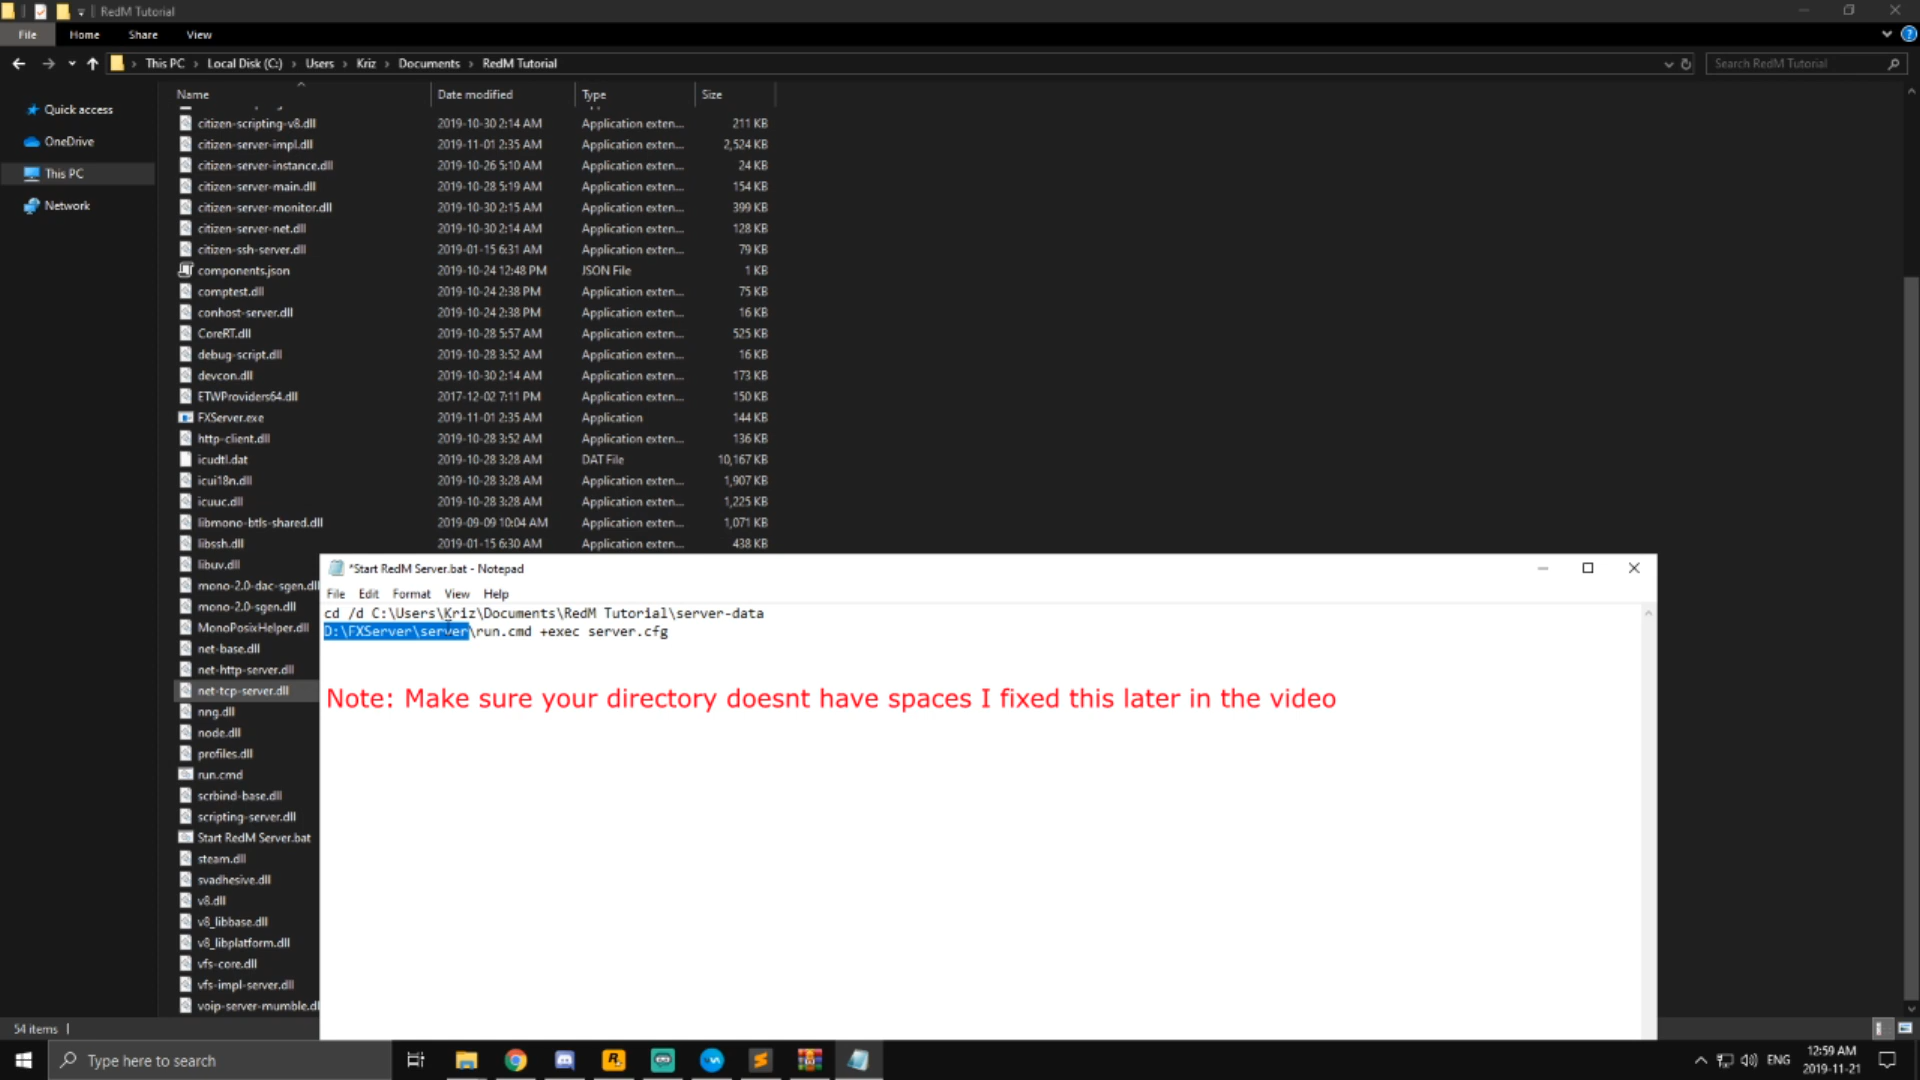 RedM Tutorial
File Home Share View
This PC Local Disk (C:) Users Kriz Documents RedM Tutorial
Search RedM Tutorial
Name Date modified Type Size
Quick access
OneDrive
This PC
Network
citizen-scripting-v8.dll 2019-10-30 2:14 AM Application exten... 211 KB
citizen-server-impl.dll 2019-11-01 2:35 AM Application exten... 2,524 KB
citizen-server-instance.dll 2019-10-26 5:10 AM Application exten... 24 KB
citizen-server-main.dll 2019-10-28 5:19 AM Application exten... 154 KB
citizen-server-monitor.dll 2019-10-30 2:15 AM Application exten... 399 KB
citizen-server-net.dll 2019-10-30 2:14 AM Application exten... 128 KB
citizen-ssh-server.dll 2019-01-15 6:31 AM Application exten... 79 KB
components.json 2019-10-24 12:48 PM JSON File 1 KB
comptest.dll 2019-10-24 2:38 PM Application exten... 75 KB
conhost-server.dll 2019-10-24 2:38 PM Application exten... 16 KB
CoreRT.dll 2019-10-28 5:57 AM Application exten... 525 KB
debug-script.dll 2019-10-28 3:52 AM Application exten... 16 KB
devcon.dll 2019-10-30 2:14 AM Application exten... 173 KB
ETWProviders64.dll 2017-12-02 7:11 PM Application exten... 150 KB
FXServer.exe 2019-11-01 2:35 AM Application 144 KB
http-client.dll 2019-10-28 3:52 AM Application exten... 136 KB
icudtl.dat 2019-10-28 3:28 AM DAT File 10,167 KB
icui18n.dll 2019-10-28 3:28 AM Application exten... 1,907 KB
icuuc.dll 2019-10-28 3:28 AM Application exten... 1,225 KB
libmono-btls-shared.dll 2019-09-09 10:04 AM Application exten... 1,071 KB
libssh.dll 2019-01-15 6:30 AM Application exten... 438 KB
libuv.dll
mono-2.0-dac-sgen.dll
mono-2.0-sgen.dll
MonoPosixHelper.dll
net-base.dll
net-http-server.dll
net-tcp-server.dll
nng.dll
node.dll
profiles.dll
run.cmd
scrbind-base.dll
scripting-server.dll
Start RedM Server.bat
steam.dll
svadhesive.dll
v8.dll
v8_libbase.dll
v8_libplatform.dll
vfs-core.dll
vfs-impl-server.dll
voip-server-mumble.dl
*Start RedM Server.bat - Notepad
File Edit Format View Help
cd /d C:\Users\Kriz\Documents\RedM Tutorial\server-data
D:\FXServer\server\run.cmd +exec server.cfg
Note: Make sure your directory doesnt have spaces I fixed this later in the video
54 items
Type here to search
ENG
12:59 AM
2019-11-21